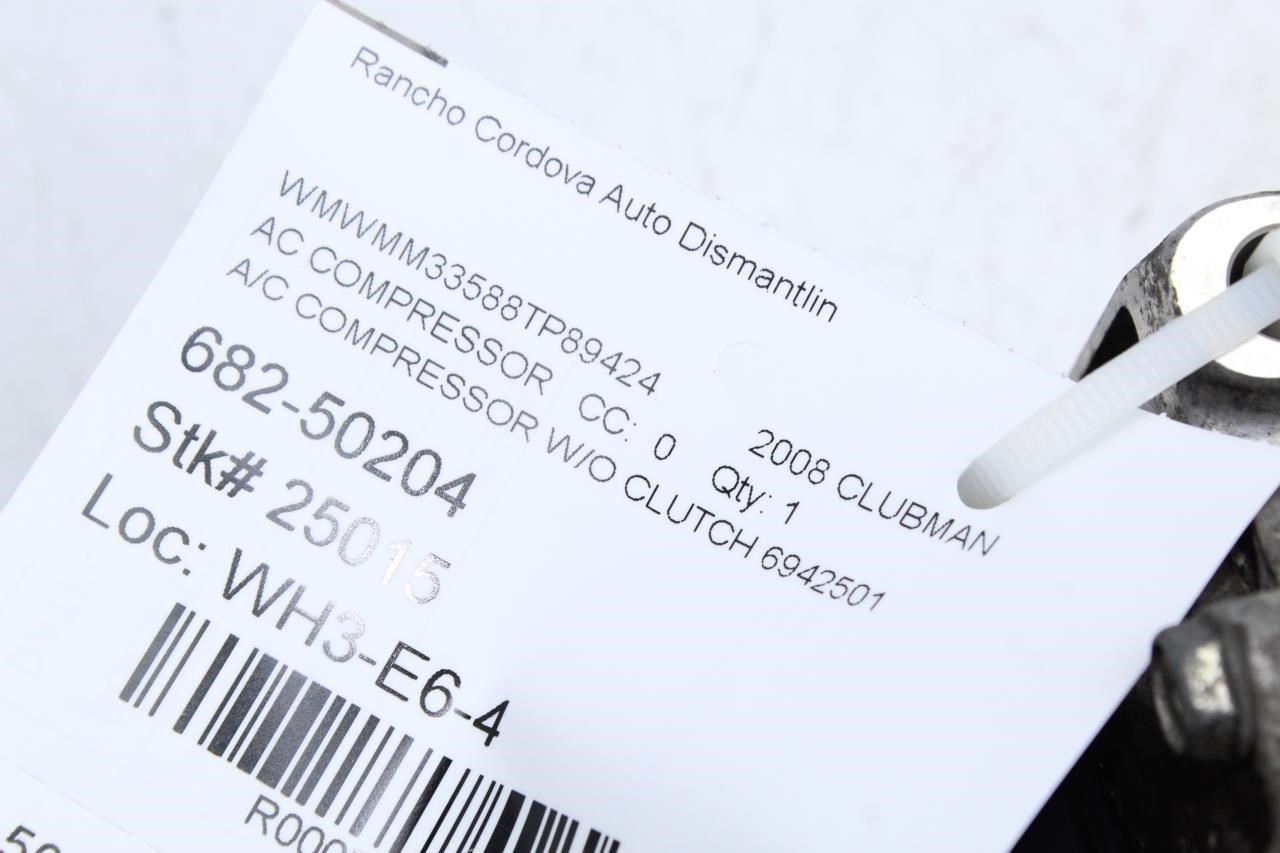 Rancho Cordova Auto Dismantlin
WMWMM33588TP89424 2008 CLUBMAN
AC COMPRESSOR CC: 0 Qty: 1
A/C COMPRESSOR W/O CLUTCH 6942501
682-50204
Stk# 25015
Loc: WH3-E6-4